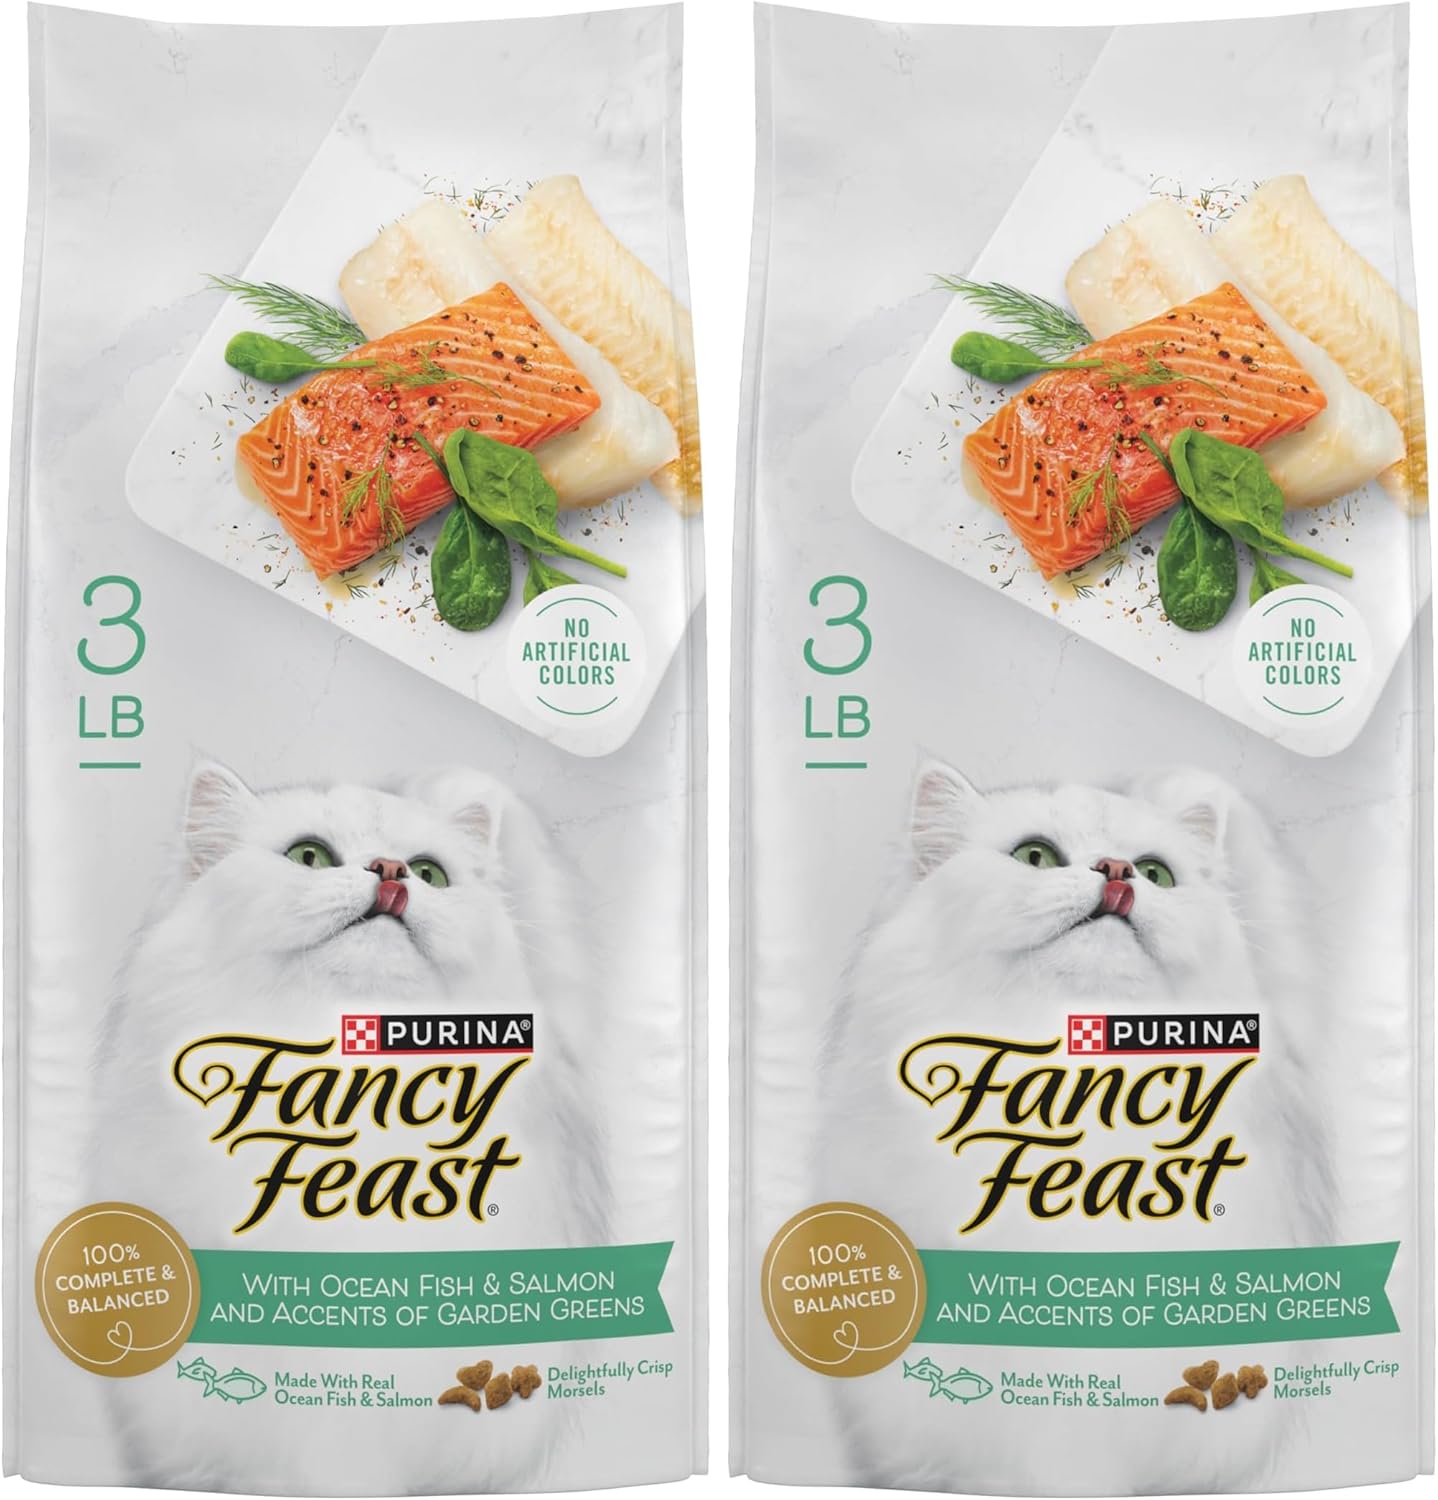 3
LB
NO
ARTIFICIAL
COLORS
PURINA®
Fancy
Feast®
100%
COMPLETE &
BALANCED
WITH OCEAN FISH & SALMON
AND ACCENTS OF GARDEN GREENS
Made With Real
Ocean Fish & Salmon
Delightfully Crisp
Morsels
3
LB
NO
ARTIFICIAL
COLORS
PURINA®
Fancy
Feast®
100%
COMPLETE &
BALANCED
WITH OCEAN FISH & SALMON
AND ACCENTS OF GARDEN GREENS
Made With Real
Ocean Fish & Salmon
Delightfully Crisp
Morsels